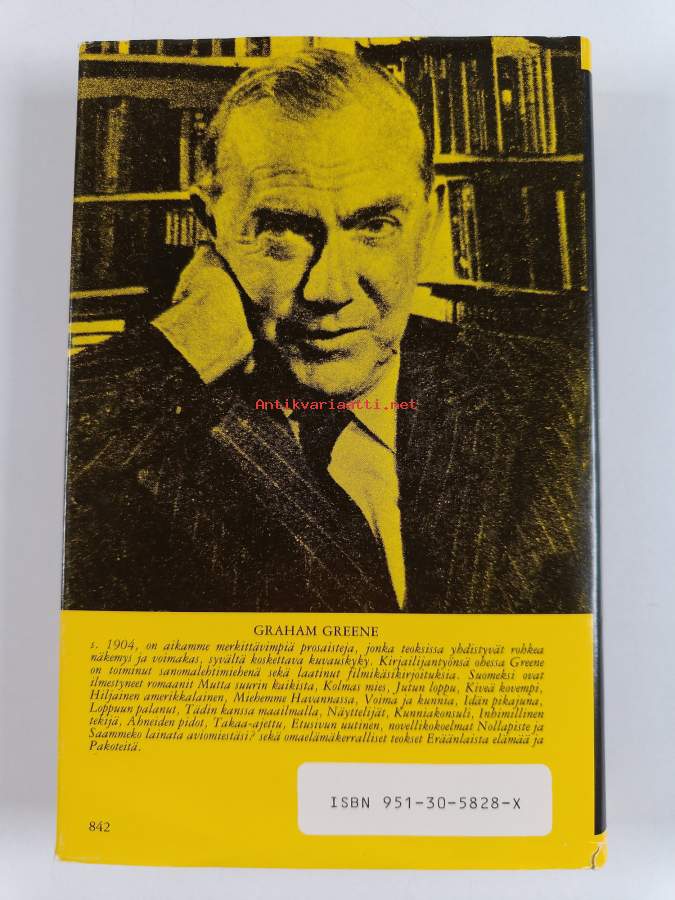 Antikvariaatti.net
GRAHAM GREENE
s. 1904, on aikamme merkittävimpiä prosaisteja, jonka teoksissa yhdistyvät rohkea
näkemys ja voimakas, syvältä koskettava kuvauskyky. Kirjailijantyönsä ohessa Greene
on toiminut sanomalehtimiehenä sekä laatinut filmikäsikirjoituksia. Suomeksi ovat
ilmestyneet romaanit Mutta suurin kaikista, Kolmas mies, Jutun loppu, Kiveä kovempi,
Hiljainen amerikkalainen, Miehemme Havannassa, Voima ja kunnia, Idän pikajuna,
Loppuun palanut, Tädin kanssa maailmalla, Näyttelijät, Kunniakonsuli, Inhimillinen
tekijä, Ahneiden pidot, Takaa-ajettu, Etusivun uutinen, novellikokoelmat Nollapiste ja
Saammeko lainata aviomiestäsi? sekä omaelämäkerralliset teokset Eräänlaista elämää ja
Pakoteitä.
ISBN 951-30-5828-X
842